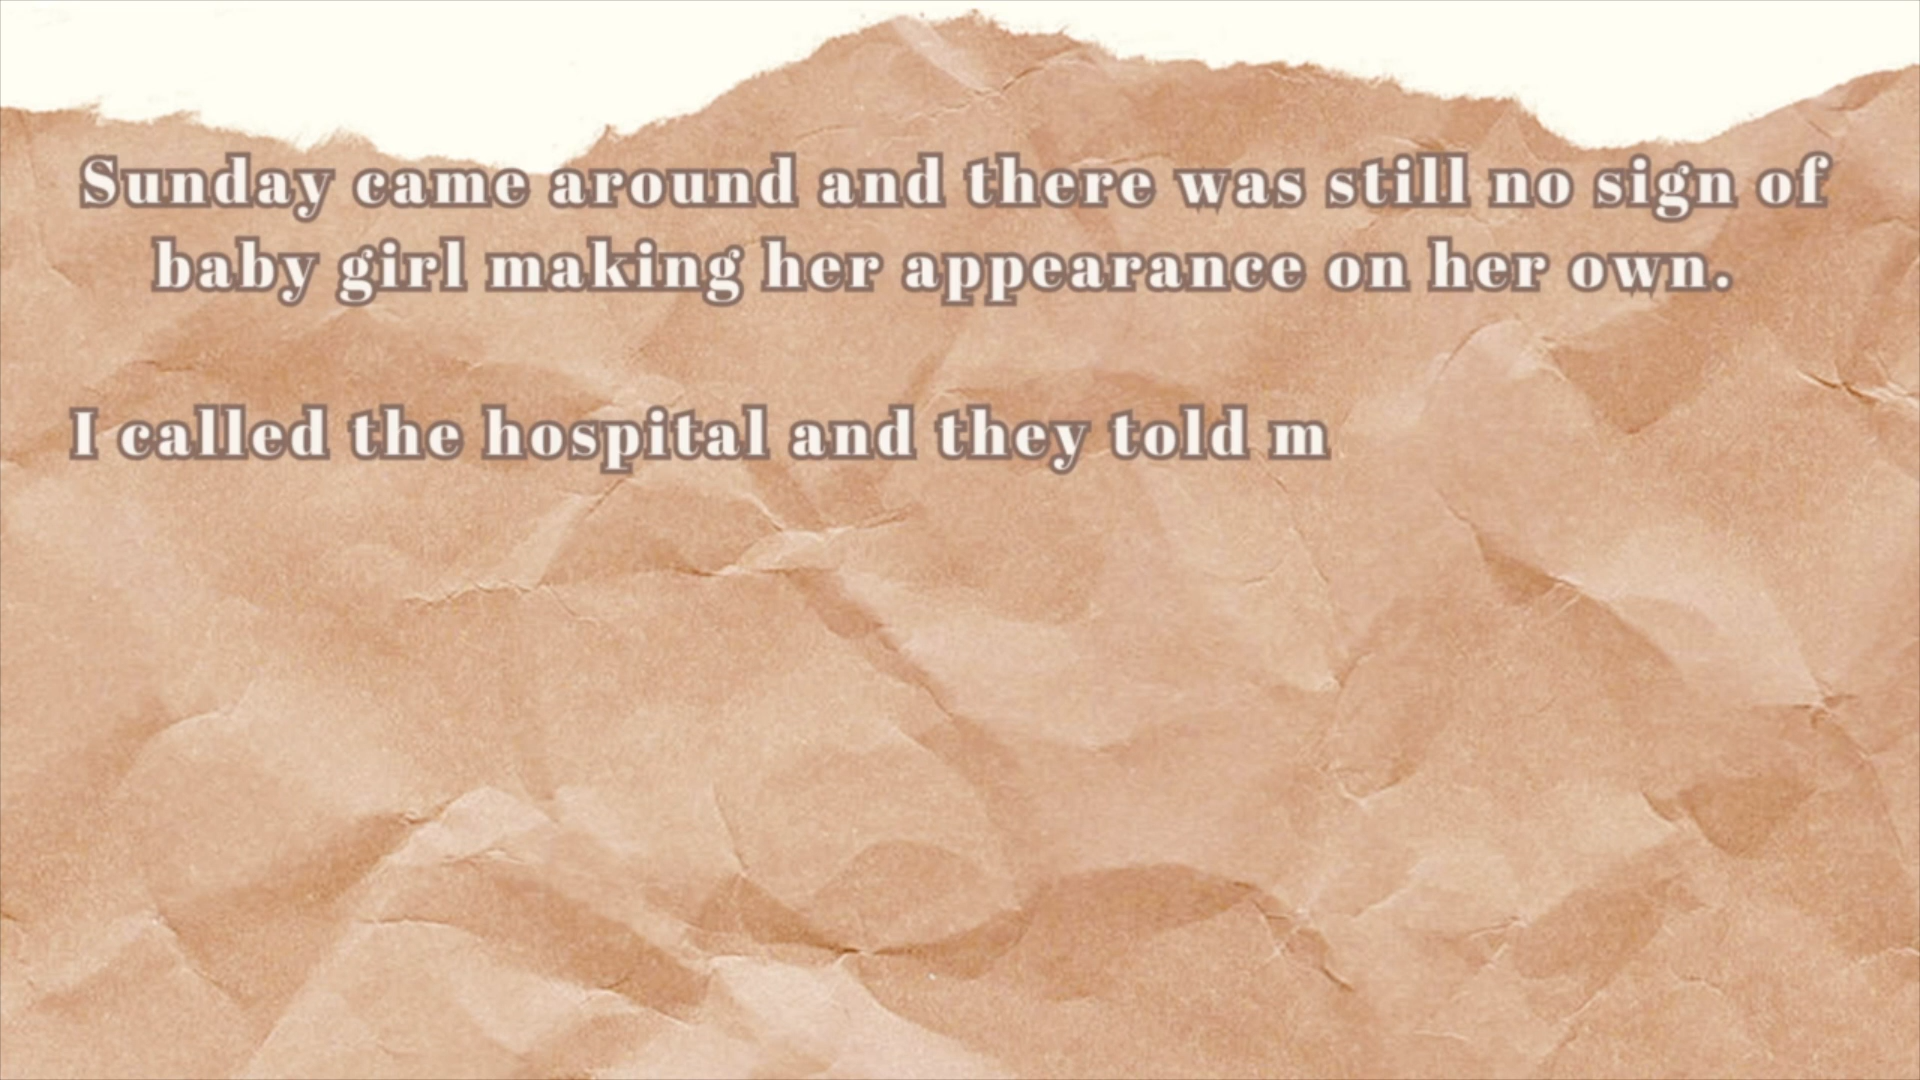 Sunday came around and there was still no sign of
baby girl making her appearance on her own.
I called the hospital and they told m